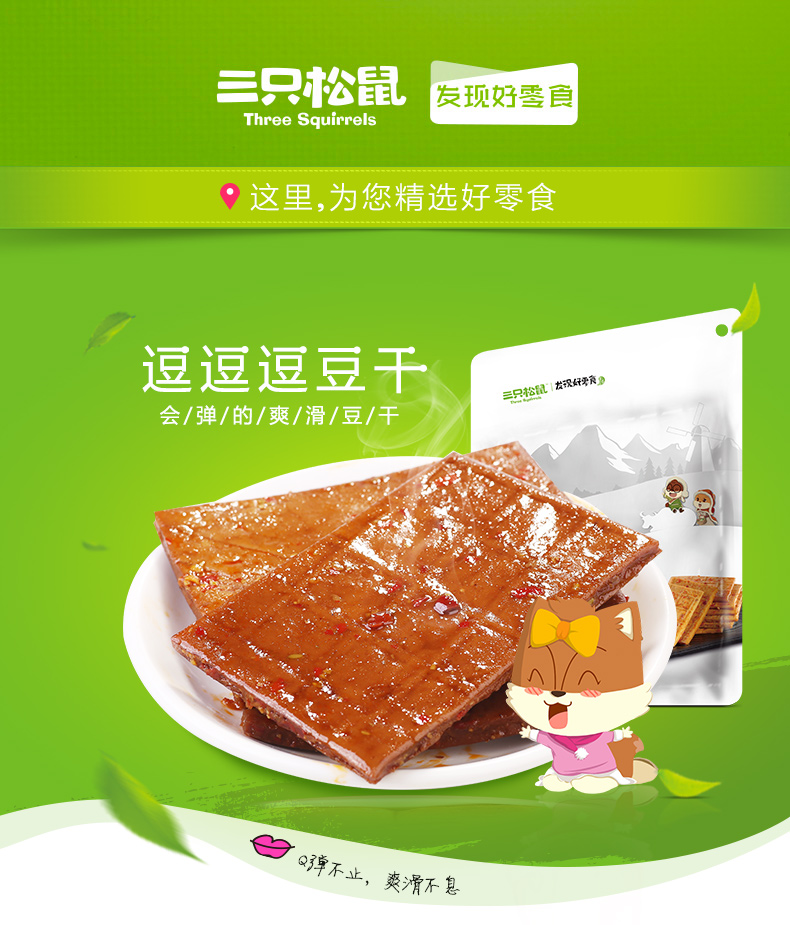 三只松鼠
Three Squirrels
发现好零食
这里,为您精选好零食
逗逗逗豆干
会/弹/的/爽/滑/豆/干
三只松鼠
Three Squirrels
发现好零食
Q弹不止，爽滑不息